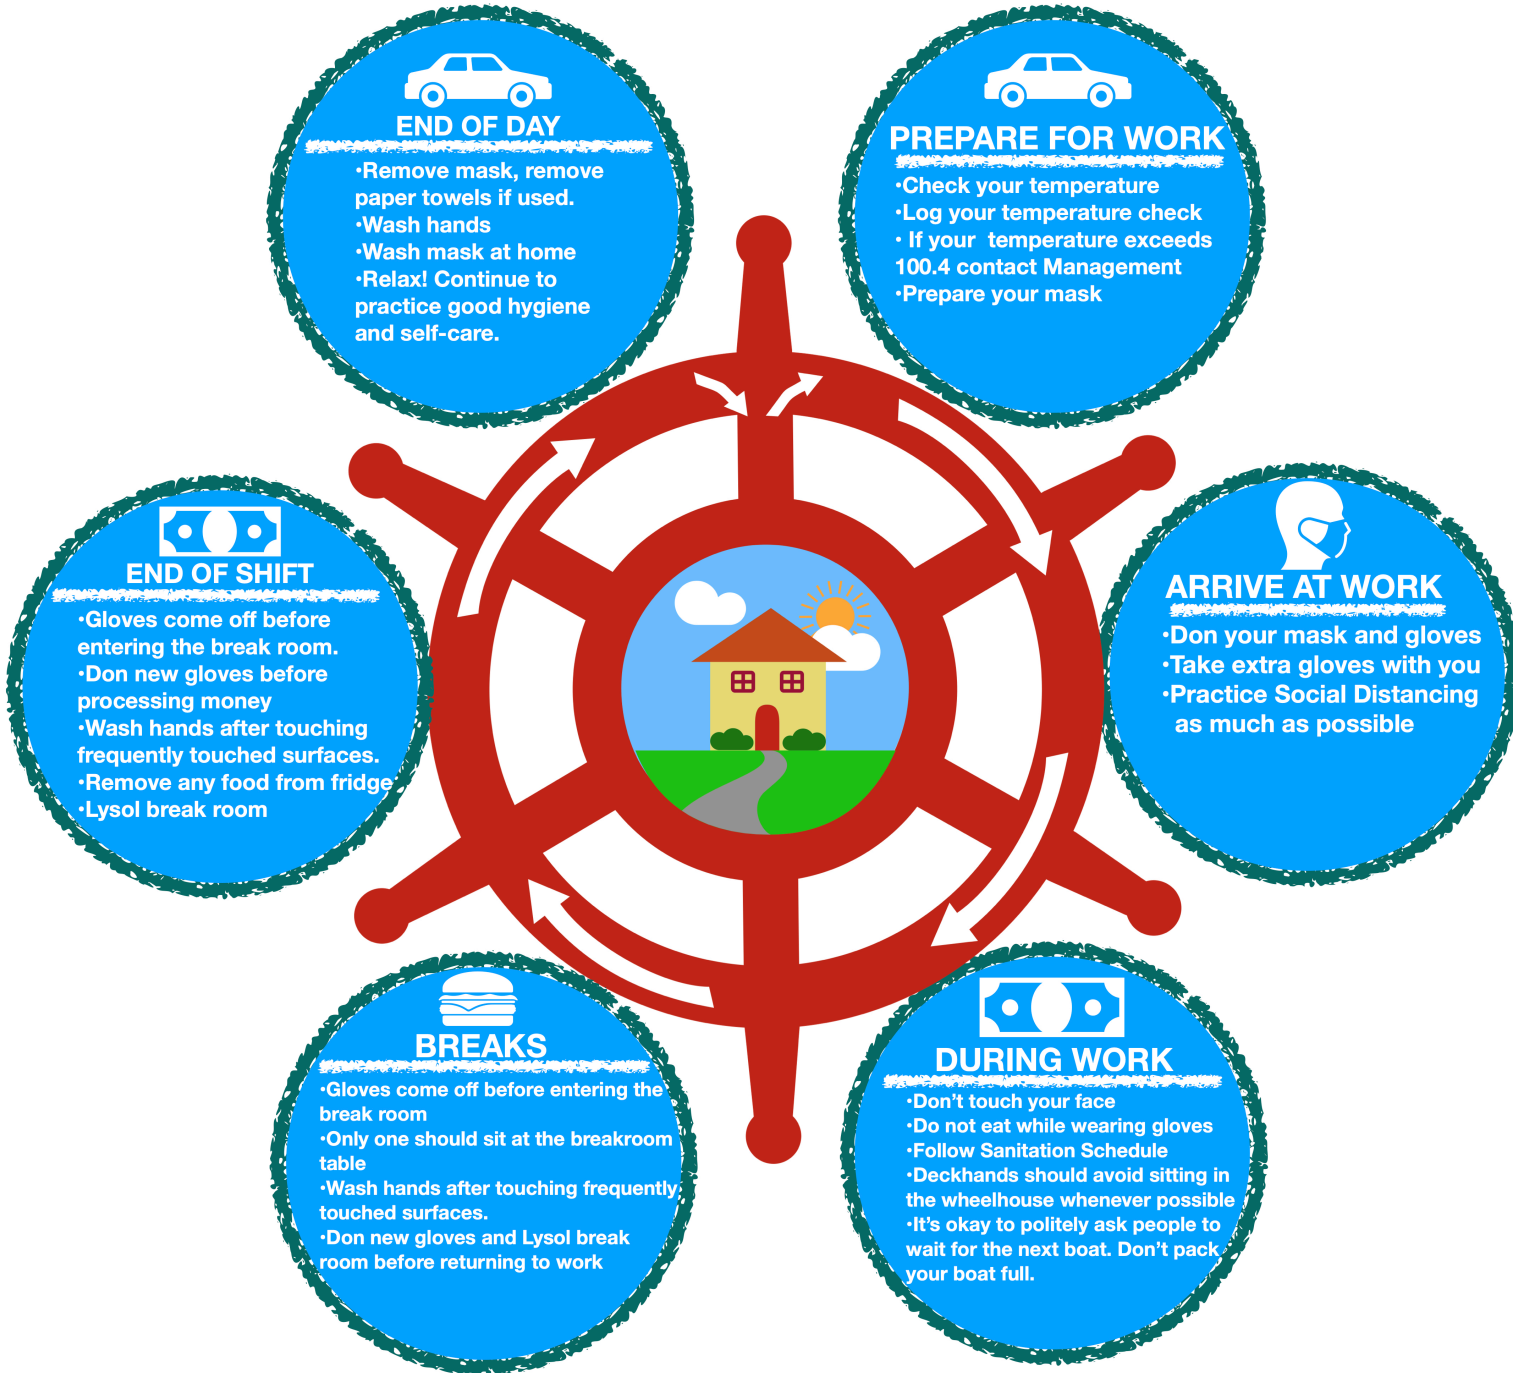 END OF DAY
•Remove mask, remove
paper towels if used.
•Wash hands
•Wash mask at home
•Relax! Continue to
practice good hygiene
and self-care.
PREPARE FOR WORK
•Check your temperature
•Log your temperature check
• If your  temperature exceeds
100.4 contact Management
•Prepare your mask
ARRIVE AT WORK
•Don your mask and gloves
•Take extra gloves with you
•Practice Social Distancing
as much as possible
DURING WORK
•Don’t touch your face
•Do not eat while wearing gloves
•Follow Sanitation Schedule
•Deckhands should avoid sitting in
the wheelhouse whenever possible
•It’s okay to politely ask people to
wait for the next boat. Don’t pack
your boat full.
BREAKS
•Gloves come off before entering the
break room
•Only one should sit at the breakroom
table
•Wash hands after touching frequently
touched surfaces.
•Don new gloves and Lysol break
room before returning to work
END OF SHIFT
•Gloves come off before
entering the break room.
•Don new gloves before
processing money
•Wash hands after touching
frequently touched surfaces.
•Remove any food from fridge
•Lysol break room